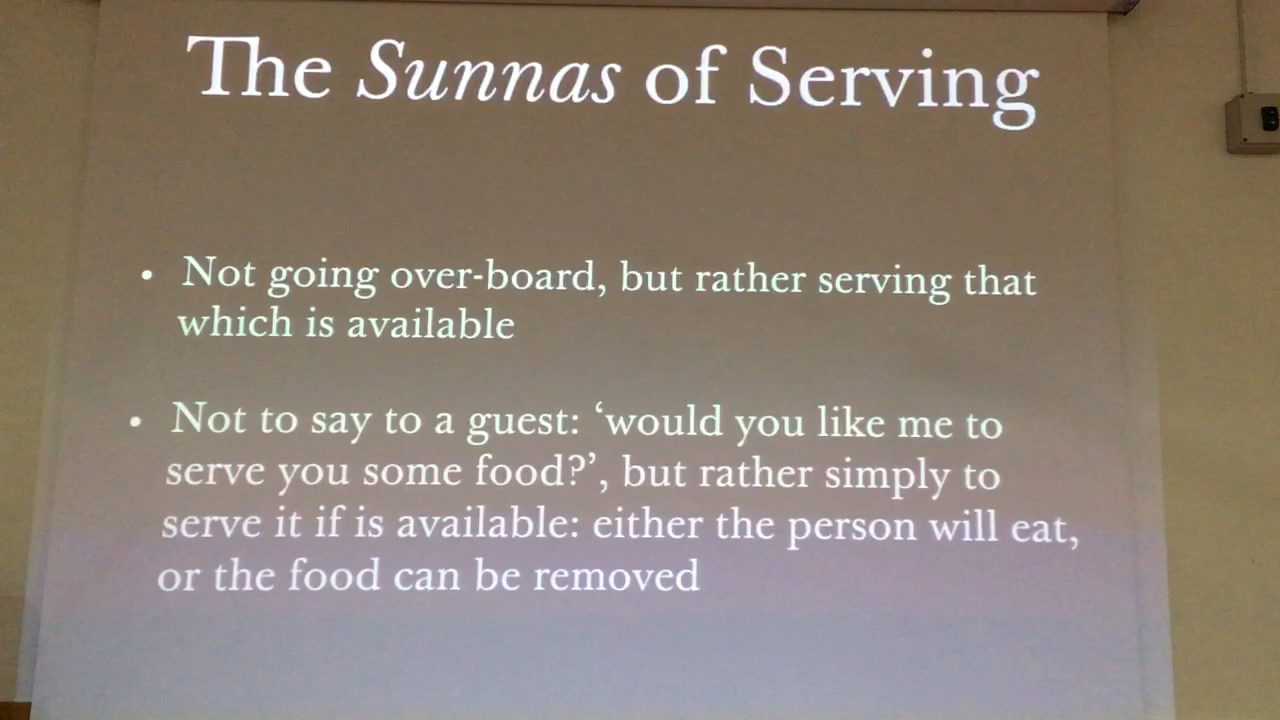 The Sunnas of Serving
• Not going over-board, but rather serving that
which is available
• Not to say to a guest: ‘would you like me to
serve you some food?’, but rather simply to
serve it if is available: either the person will eat,
or the food can be removed